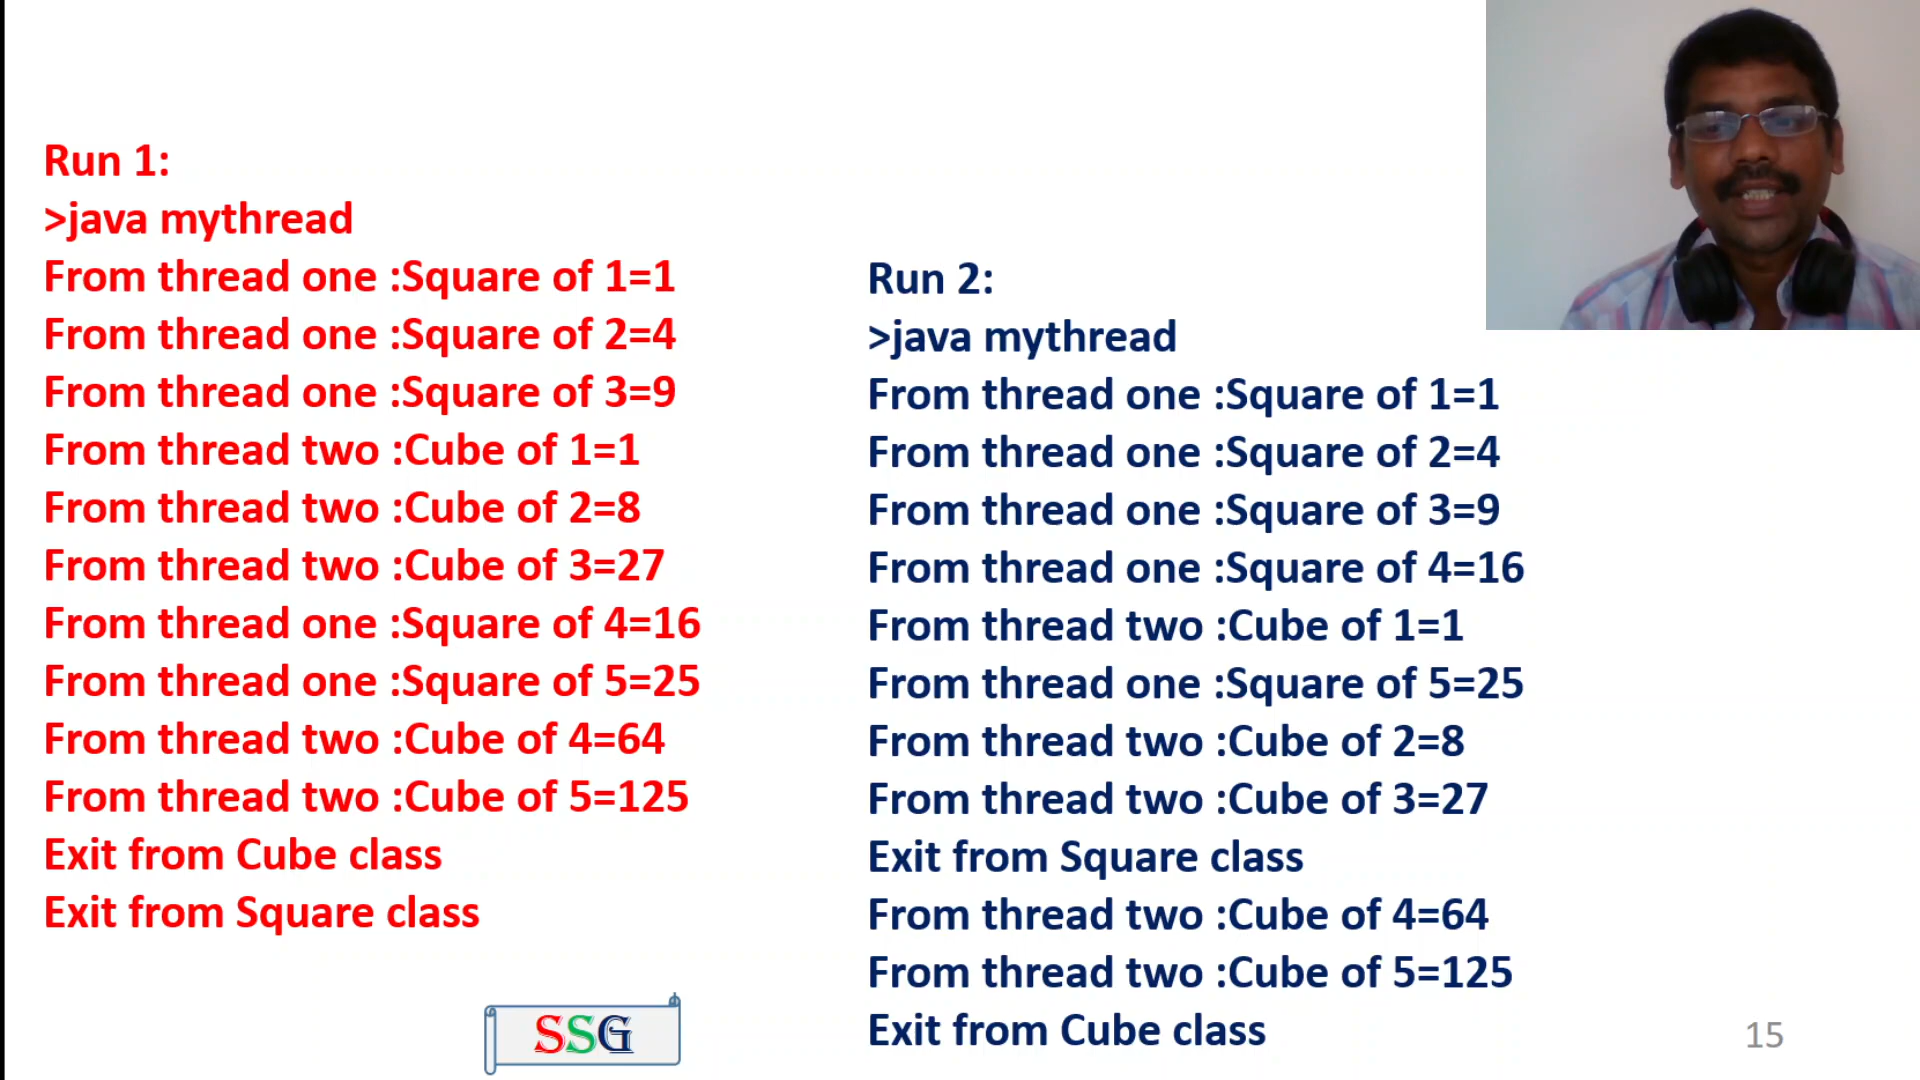 Run 1:
>java mythread
From thread one :Square of 1=1
From thread one :Square of 2=4
From thread one :Square of 3=9
From thread two :Cube of 1=1
From thread two :Cube of 2=8
From thread two :Cube of 3=27
From thread one :Square of 4=16
From thread one :Square of 5=25
From thread two :Cube of 4=64
From thread two :Cube of 5=125
Exit from Cube class
Exit from Square class
Run 2:
>java mythread
From thread one :Square of 1=1
From thread one :Square of 2=4
From thread one :Square of 3=9
From thread one :Square of 4=16
From thread two :Cube of 1=1
From thread one :Square of 5=25
From thread two :Cube of 2=8
From thread two :Cube of 3=27
Exit from Square class
From thread two :Cube of 4=64
From thread two :Cube of 5=125
Exit from Cube class
SSG
15